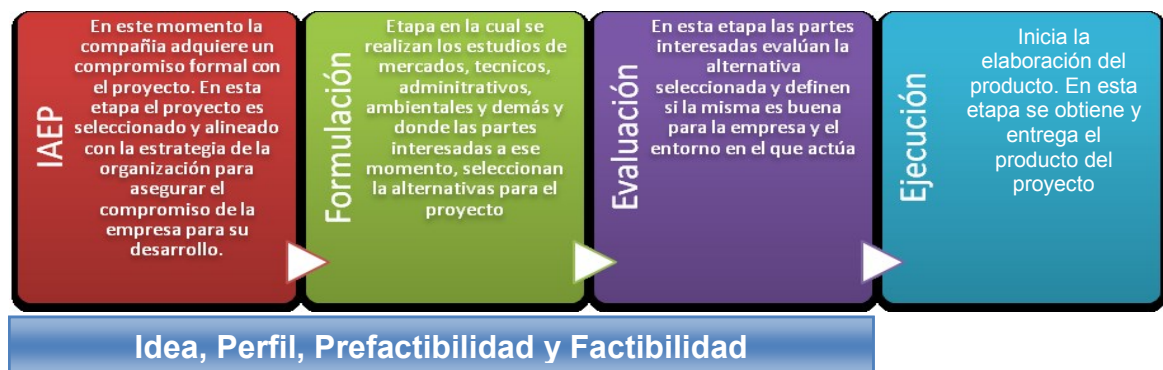 IAEP
En este momento la
compañia adquiere un
compromiso formal con
el proyecto. En esta
etapa el proyecto es
seleccionado y alineado
con la estrategia de la
organización para
asegurar el
compromiso de la
empresa para su
desarrollo.
Formulación
Etapa en la cual se
realizan los estudios de
mercados, tecnicos,
adminitrativos,
ambientales y demás y
donde las partes
interesadas a ese
momento, seleccionan
la alternativas para el
proyecto
Evaluación
En esta etapa las partes
interesadas evalúan la
alternativa
seleccionada y definen
si la misma es buena
para la empresa y el
entorno en el que actúa
Ejecución
Inicia la
elaboración del
producto. En esta
etapa se obtiene y
entrega el
producto del
proyecto
Idea, Perfil, Prefactibilidad y Factibilidad